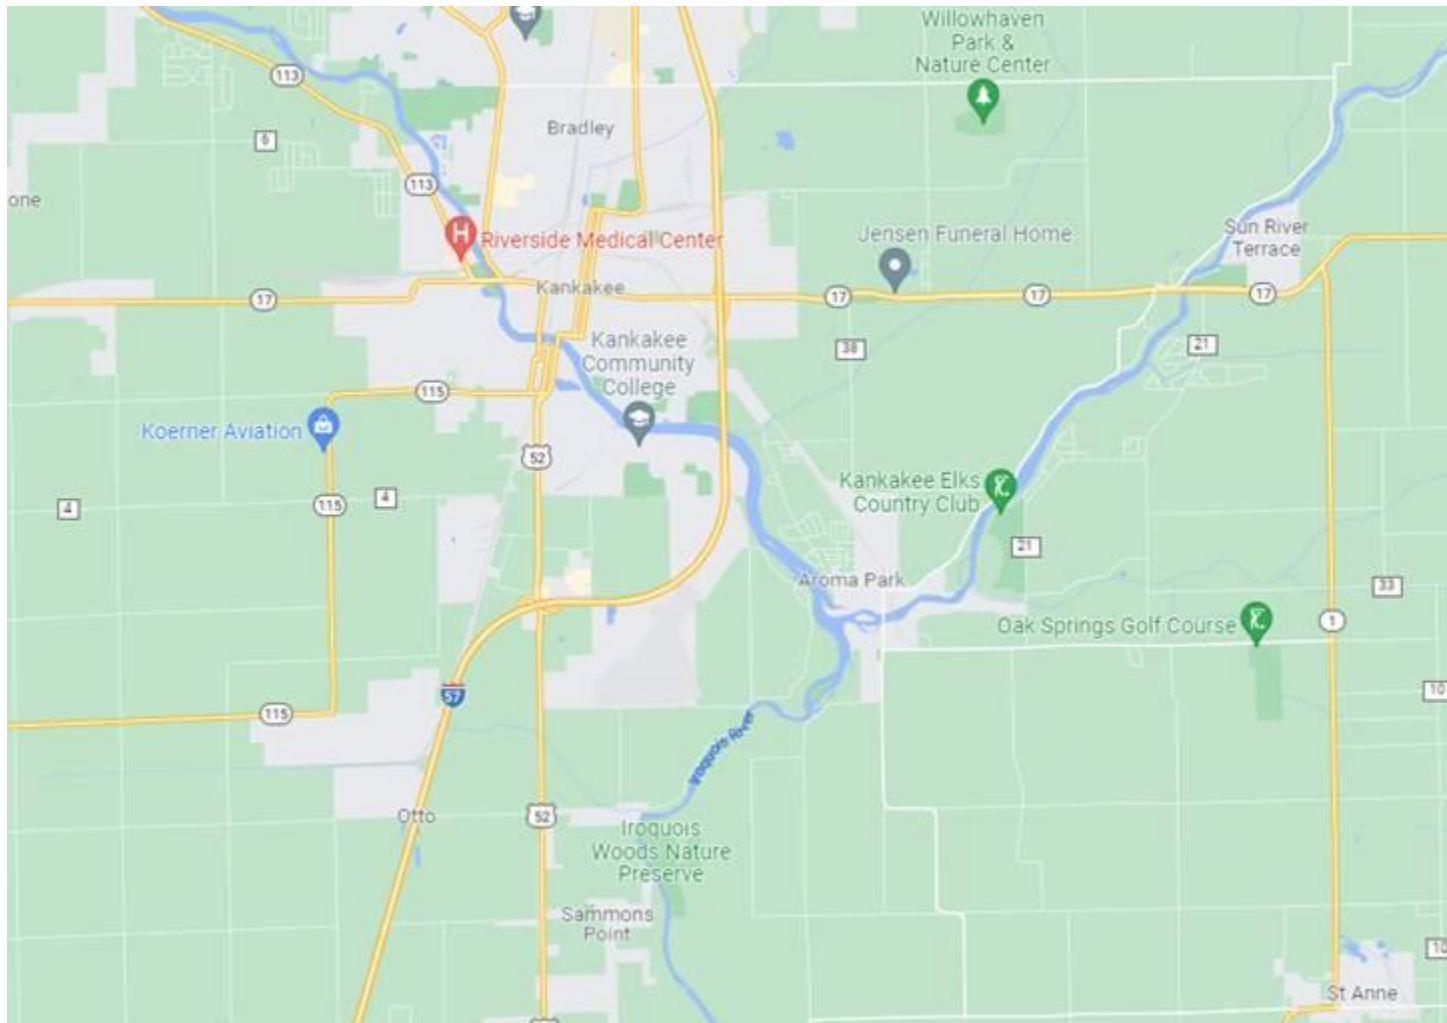 Willowhaven
Park &
Nature Center
113
6
Bradley
113
one
Riverside Medical Center
Jensen Funeral Home
Sun River
Terrace
17
Kankakee
17
17
17
Kankakee
Community
College
38
21
115
Koerner Aviation
52
Kankakee Elks
Country Club
4
115
4
21
Aroma Park
33
Oak Springs Golf Course
1
57
10
115
Iroquois River
Otto
52
Iroquois
Woods Nature
Preserve
Sammons
Point
10
St Anne